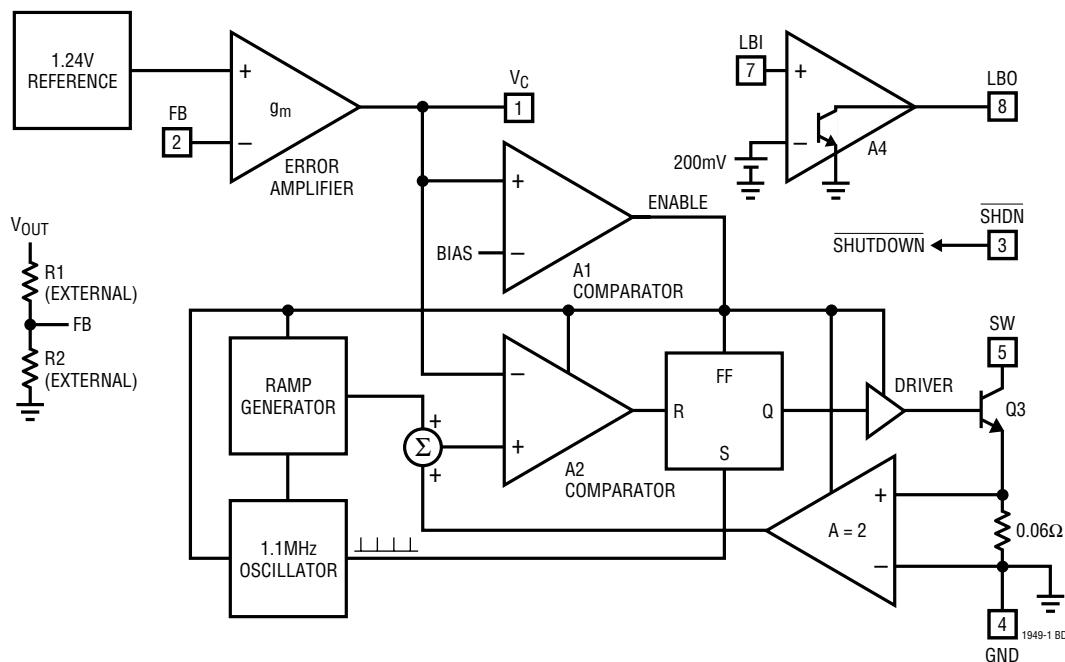 1.24V
REFERENCE
+
gm
−
ERROR
AMPLIFIER
FB
2
VC
1
LBI
7
+
−
A4
LBO
8
200mV
SHDN
3
SHUTDOWN
+
−
ENABLE
BIAS
A1
COMPARATOR
VOUT
R1
(EXTERNAL)
FB
R2
(EXTERNAL)
RAMP
GENERATOR
+
Σ
+
−
+
A2
COMPARATOR
FF
R
Q
S
DRIVER
SW
5
Q3
1.1MHz
OSCILLATOR
A = 2
+
−
0.06Ω
4
GND
1949-1 BD